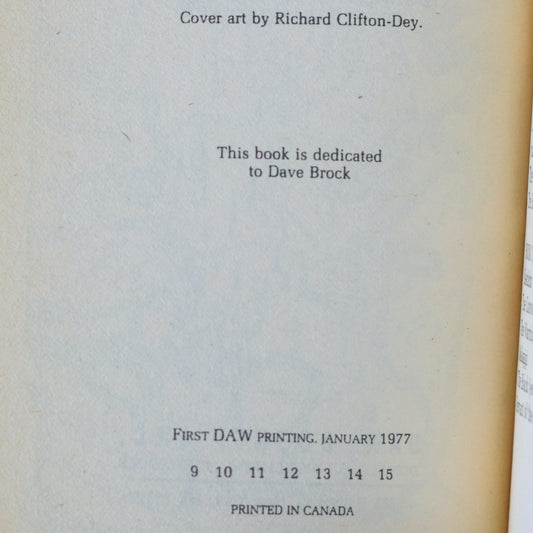 Cover art by Richard Clifton-Dey.
This book is dedicated
to Dave Brock
FIRST DAW PRINTING. JANUARY 1977
9 10 11 12 13 14 15
PRINTED IN CANADA